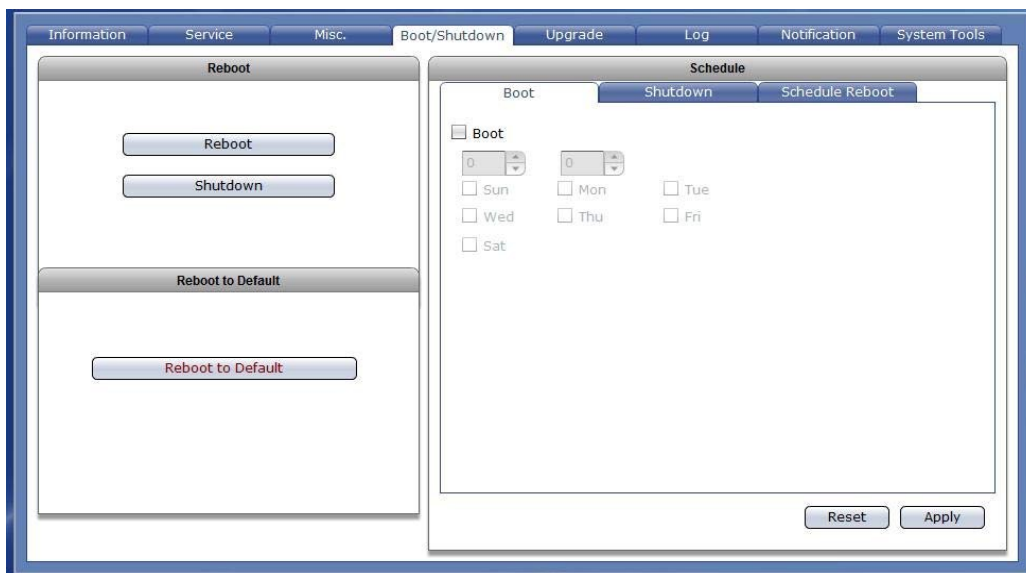 Information Service Misc. Boot/Shutdown Upgrade Log Notification System Tools
Reboot
Reboot
Shutdown
Reboot to Default
Reboot to Default
Schedule
Boot Shutdown Schedule Reboot
Boot
0 0
Sun Mon Tue
Wed Thu Fri
Sat
Reset Apply